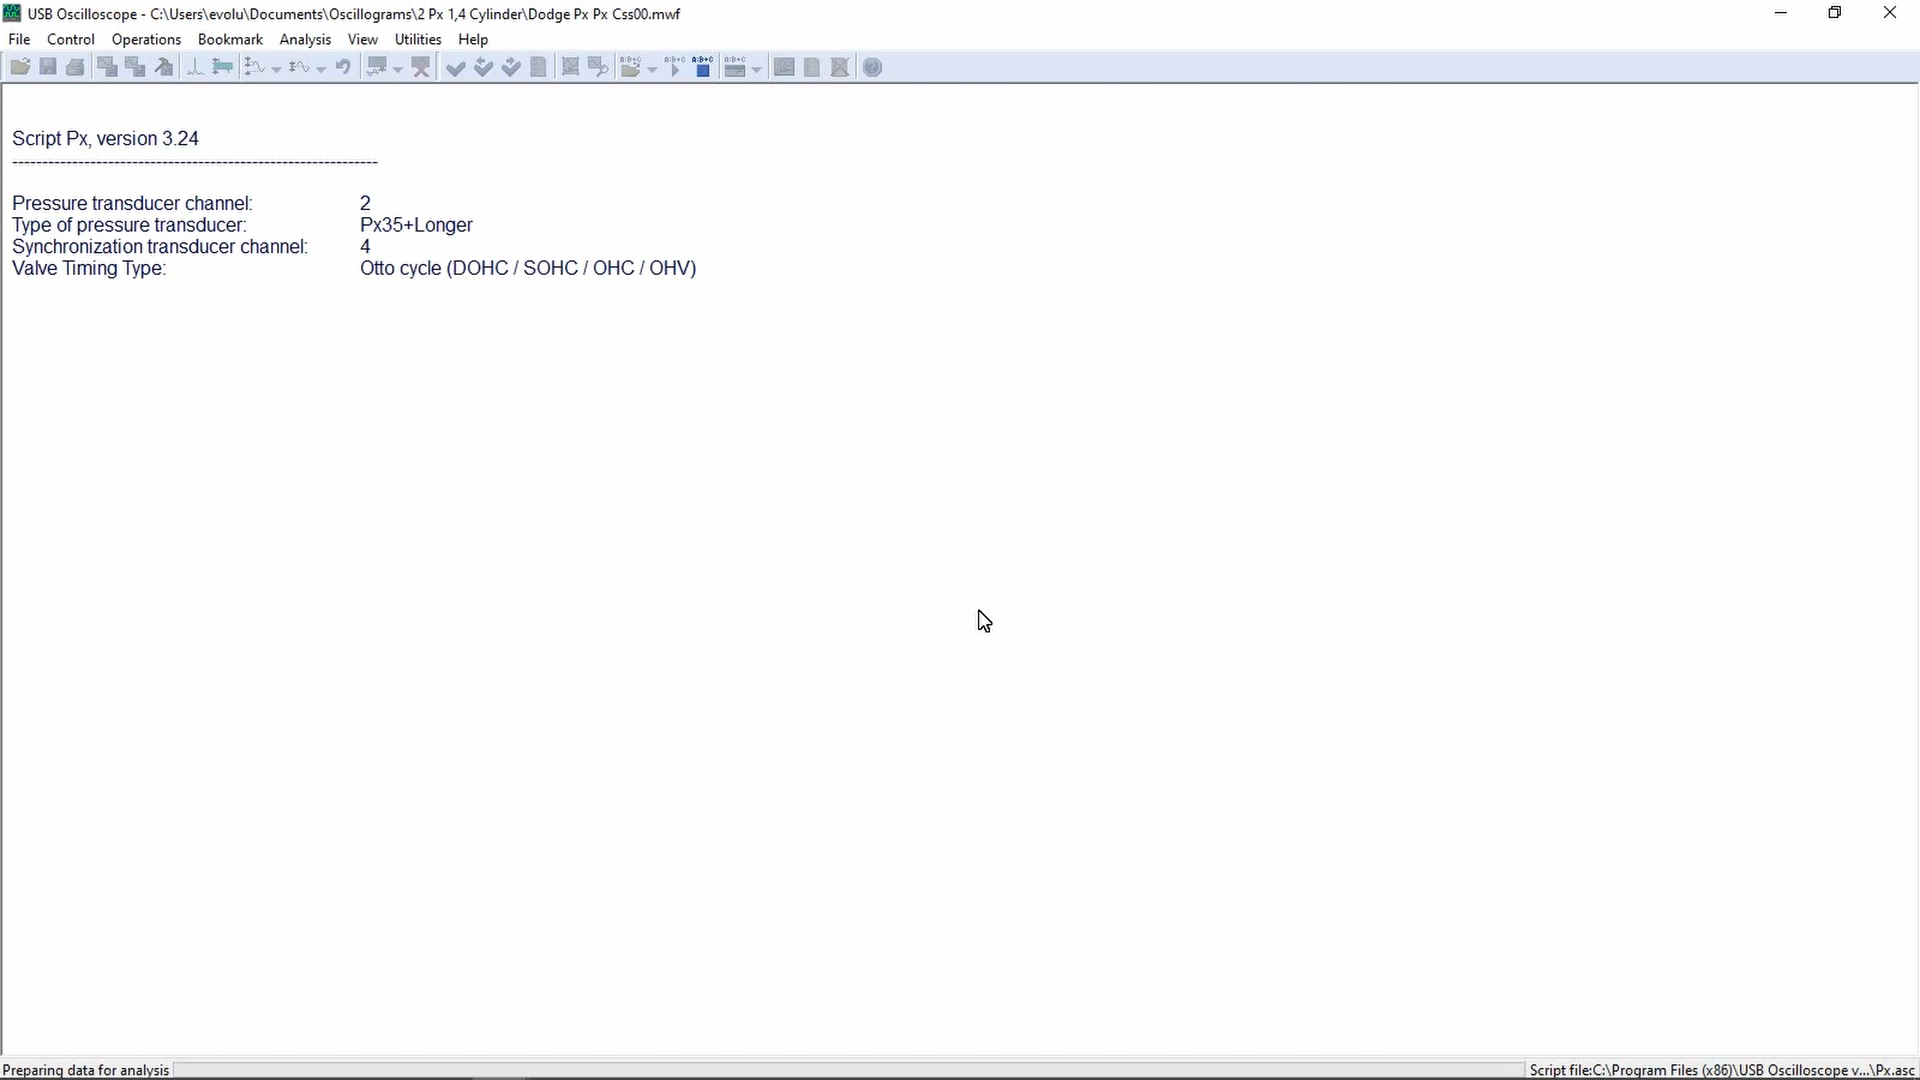 USB Oscilloscope - C:\Users\evolu\Documents\Oscillograms\2 Px 1,4 Cylinder\Dodge Px Px Css00.mwf
File Control Operations Bookmark Analysis View Utilities Help
A:B+C A:B+C A:B+C A:B+C
Script Px, version 3.24
-------------------------------------------------------------
Pressure transducer channel: 2
Type of pressure transducer: Px35+Longer
Synchronization transducer channel: 4
Valve Timing Type: Otto cycle (DOHC / SOHC / OHC / OHV)
Preparing data for analysis Script file:C:\Program Files (x86)\USB Oscilloscope v...\Px.asc